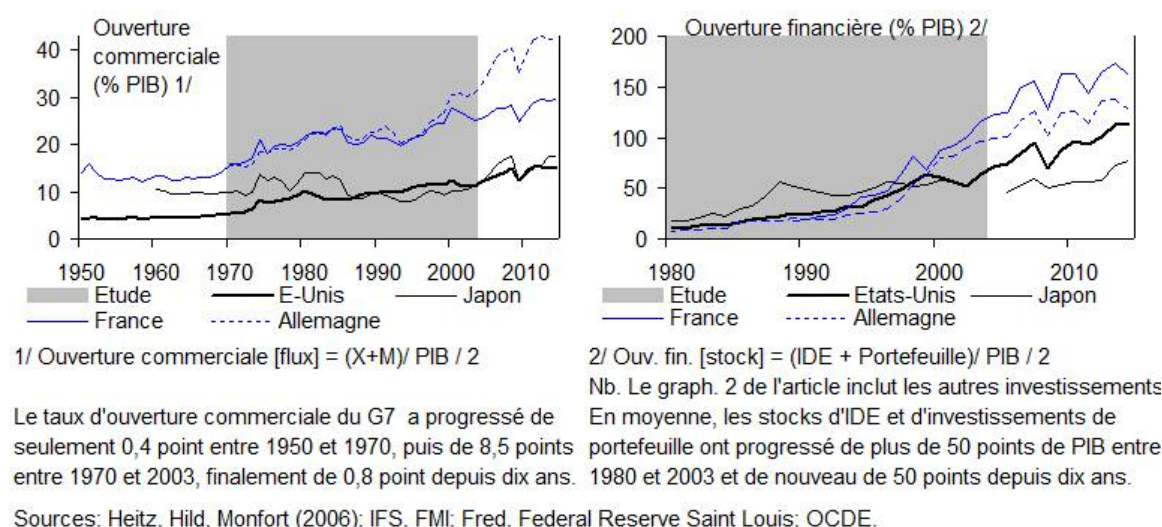 Ouverture
commerciale
(% PIB) 1/
40
30
20
10
0
1950 1960 1970 1980 1990 2000 2010
Etude E-Unis Japon
France Allemagne
1/ Ouverture commerciale [flux] = (X+M)/ PIB / 2
Le taux d'ouverture commerciale du G7 a progressé de
seulement 0,4 point entre 1950 et 1970, puis de 8,5 points
entre 1970 et 2003, finalement de 0,8 point depuis dix ans.
Ouverture financière (% PIB) 2/
200
150
100
50
0
1980 1990 2000 2010
Etude Etats-Unis Japon
France Allemagne
2/ Ouv. fin. [stock] = (IDE + Portefeuille)/ PIB / 2
Nb. Le graph. 2 de l'article inclut les autres investissements
En moyenne, les stocks d'IDE et d'investissements de
portefeuille ont progressé de plus de 50 points de PIB entre
1980 et 2003 et de nouveau de 50 points depuis dix ans.
Sources: Heitz, Hild, Monfort (2006); IFS, FMI; Fred, Federal Reserve Saint Louis; OCDE.